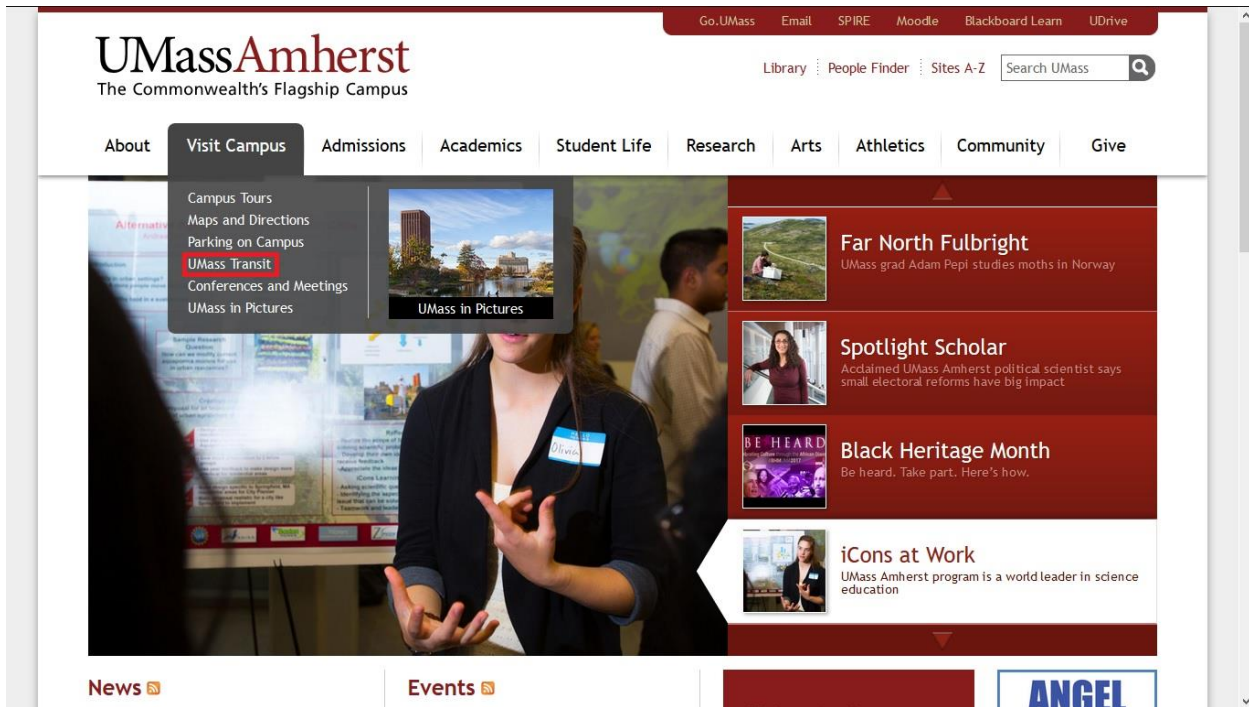 Go.UMass Email SPIRE Moodle Blackboard Learn UDrive
UMassAmherst
The Commonwealth's Flagship Campus
Library People Finder Sites A-Z Search UMass
About Visit Campus Admissions Academics Student Life Research Arts Athletics Community Give
Campus Tours
Maps and Directions
Parking on Campus
UMass Transit
Conferences and Meetings
UMass in Pictures
UMass in Pictures
Olivia
Far North Fulbright
UMass grad Adam Pepi studies moths in Norway
Spotlight Scholar
Acclaimed UMass Amherst political scientist says
small electoral reforms have big impact
BE HEARD
Black Heritage Month
Be heard. Take part. Here's how.
iCons at Work
UMass Amherst program is a world leader in science
education
News
Events
ANGEL